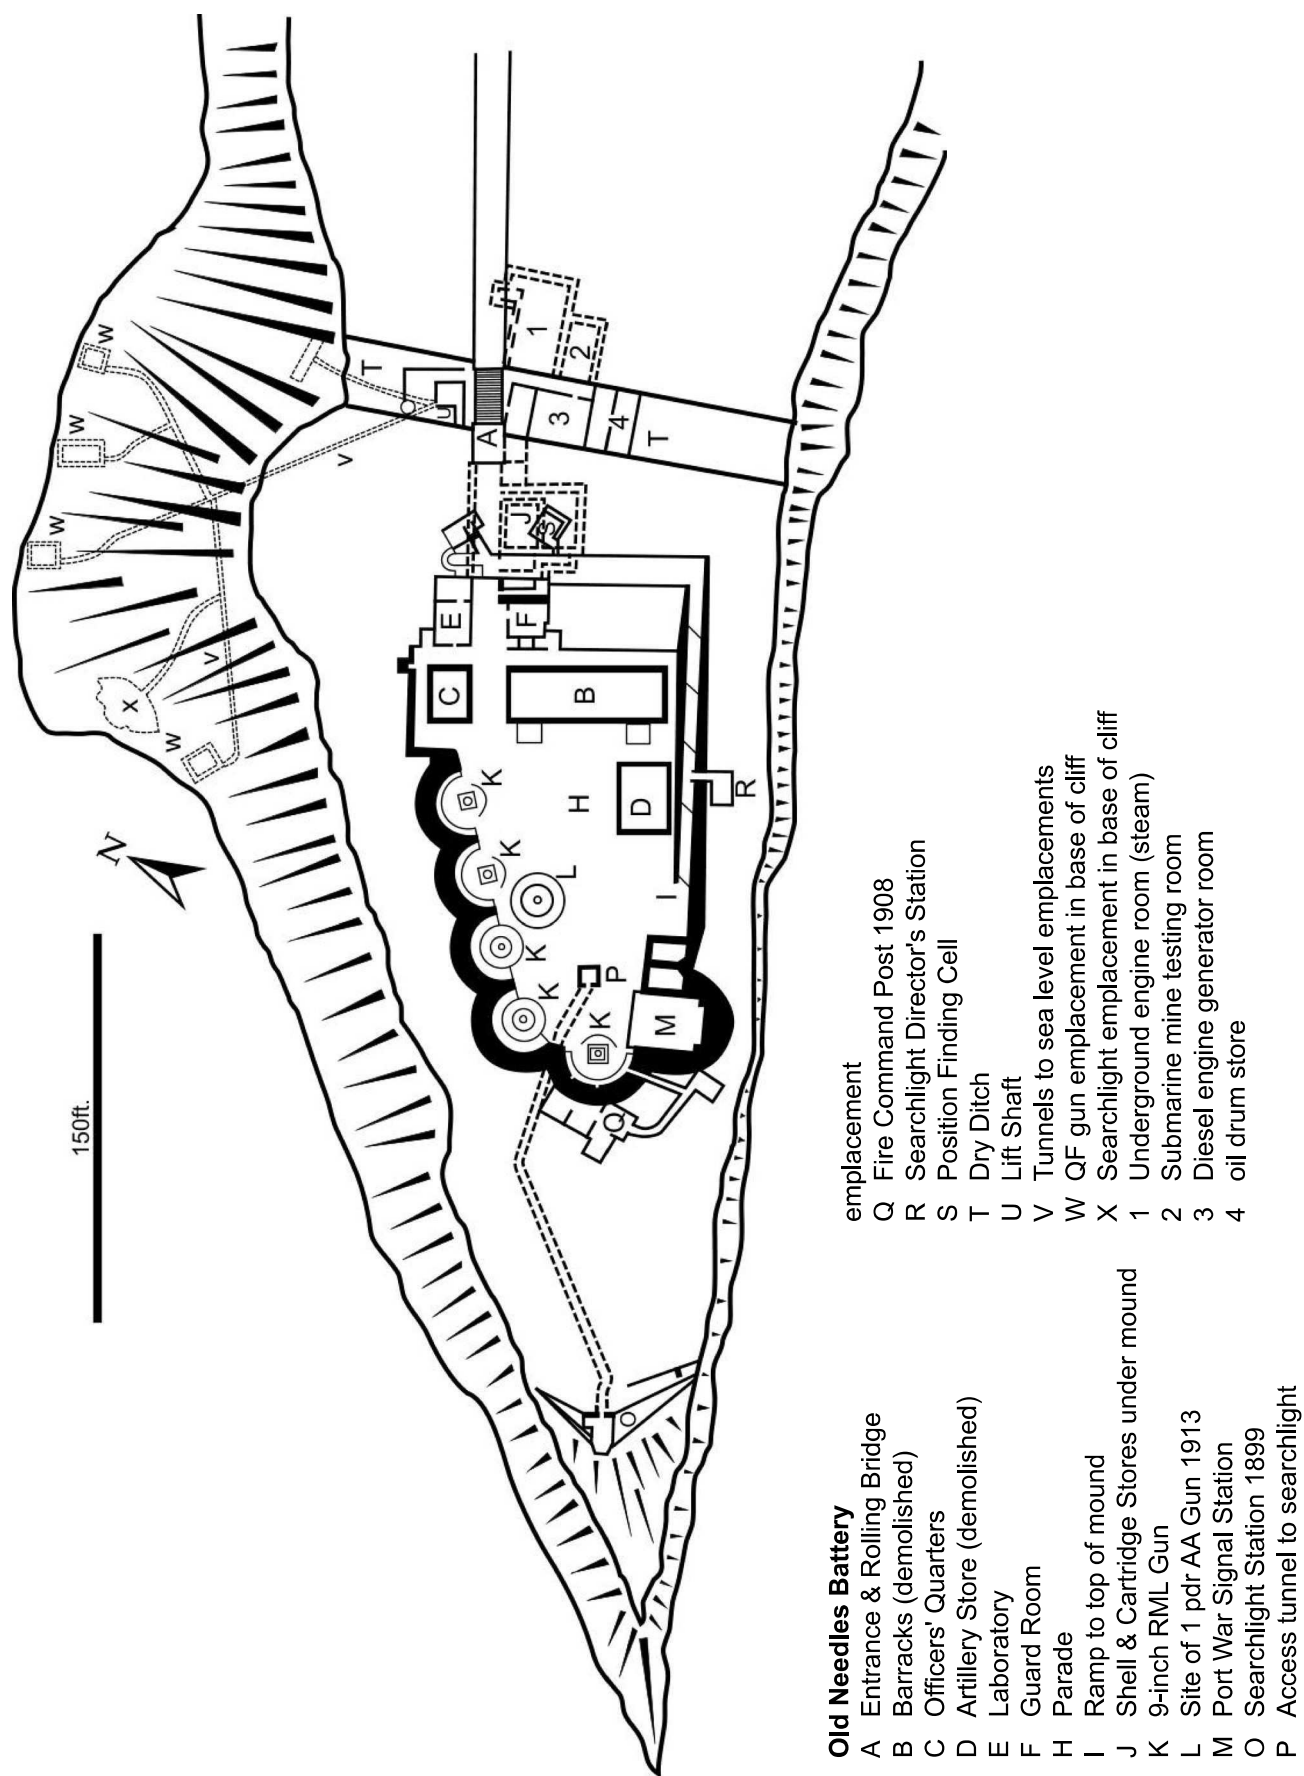 150ft.
W
W
W
N
X
W
V
V
T
U
C
E
A
K
K
J
F
K
1
K
S
3
L
H
2
B
K
P
Q
4
O
D
T
M
I
R
Old Needles Battery
A Entrance & Rolling Bridge
B Barracks (demolished)
C Officers' Quarters
D Artillery Store (demolished)
E Laboratory
F Guard Room
H Parade
I Ramp to top of mound
J Shell & Cartridge Stores under mound
K 9-inch RML Gun
L Site of 1 pdr AA Gun 1913
M Port War Signal Station
O Searchlight Station 1899
P Access tunnel to searchlight
emplacement
Q Fire Command Post 1908
R Searchlight Director's Station
S Position Finding Cell
T Dry Ditch
U Lift Shaft
V Tunnels to sea level emplacements
W QF gun emplacement in base of cliff
X Searchlight emplacement in base of cliff
1 Underground engine room (steam)
2 Submarine mine testing room
3 Diesel engine generator room
4 oil drum store